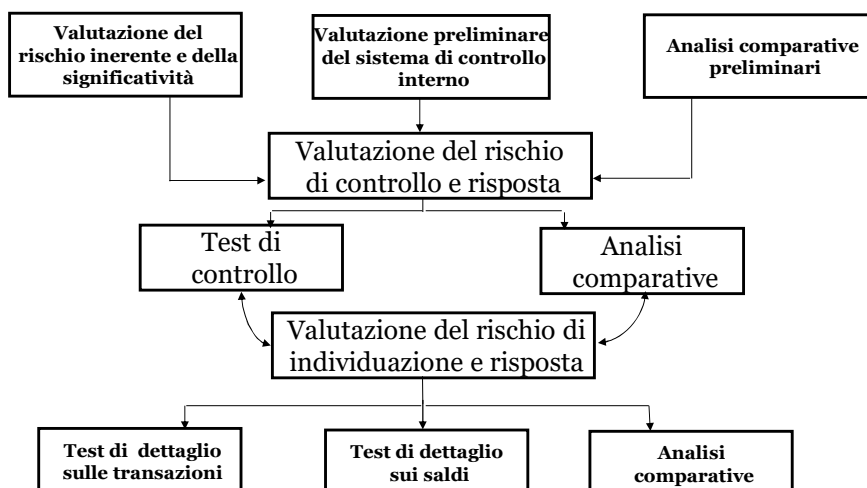 Valutazione del
rischio inerente e della
significatività
Valutazione preliminare
del sistema di controllo
interno
Analisi comparative
preliminari
Valutazione del rischio
di controllo e risposta
Test di
controllo
Analisi
comparative
Valutazione del rischio di
individuazione e risposta
Test di dettaglio
sulle transazioni
Test di dettaglio
sui saldi
Analisi
comparative